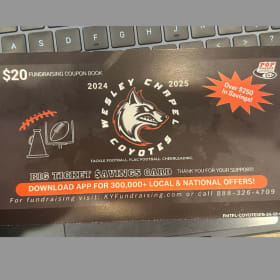 $20 FUNDRAISING COUPON BOOK
Over $250
In Savings!
WESLEY CHAPEL
2024 2025
COYOTES
TACKLE FOOTBALL, FLAG FOOTBALL, CHEERLEADING
BIG TICKET $AVINGS CARD THANK YOU FOR YOUR SUPPORT!
DOWNLOAD APP FOR 300,000+ LOCAL & NATIONAL OFFERS!
For fundraising visit: KYFundraising.com or call 888-326-4709